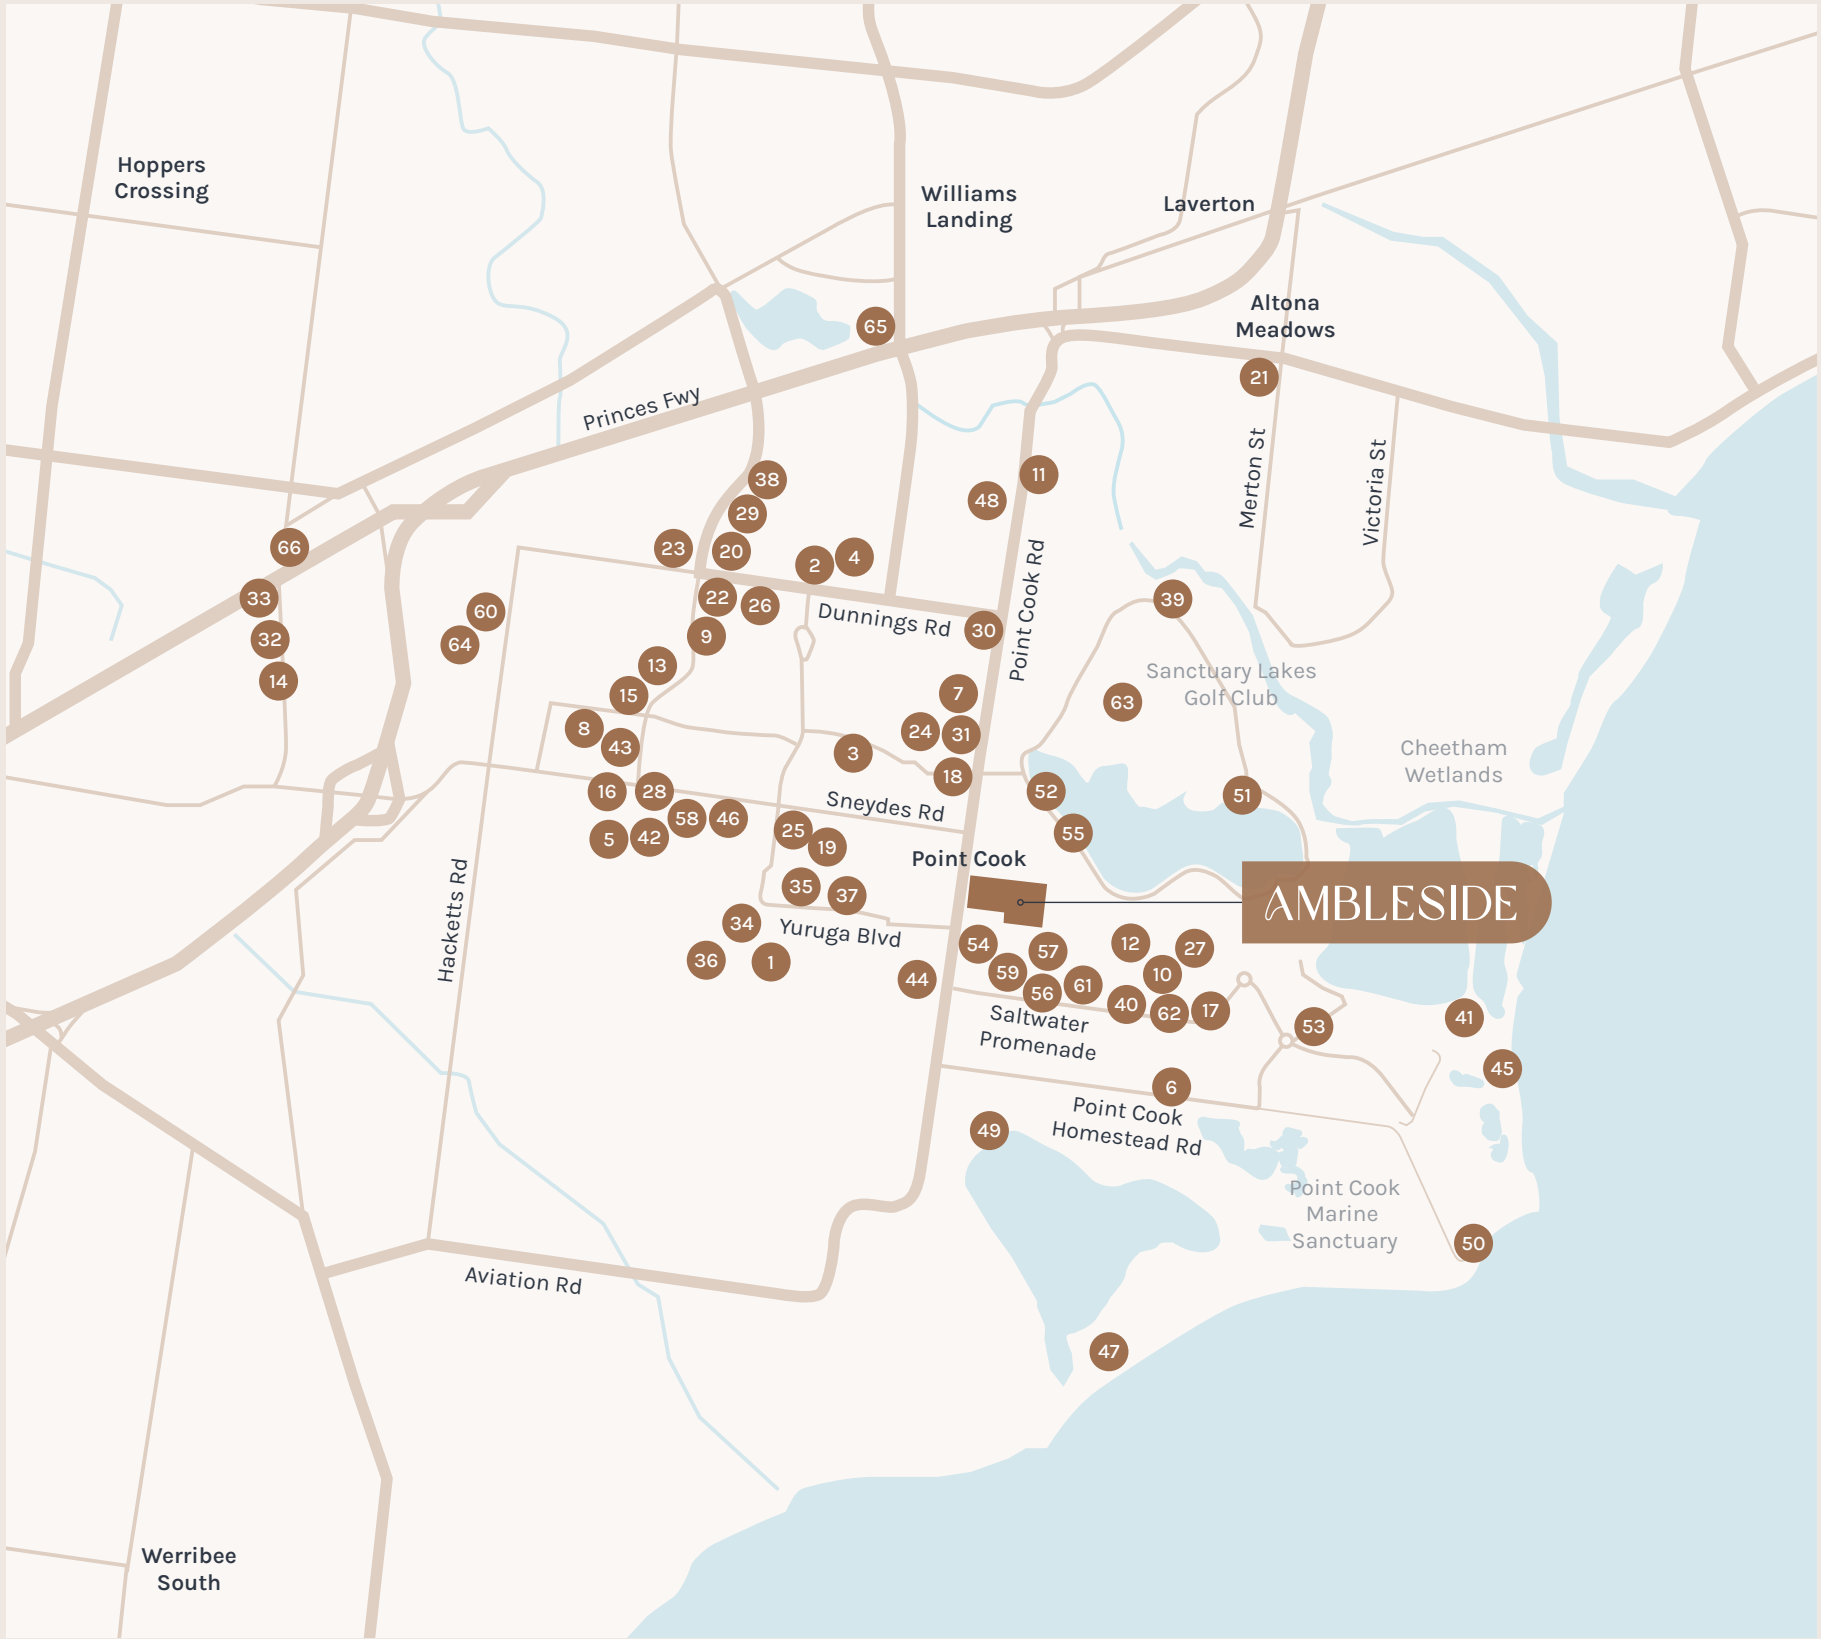 Hoppers
Crossing
Williams
Landing
Laverton
Altona
Meadows
65
21
Princes Fwy
Merton St
Victoria St
38
11
48
29
66
23
20
2
4
33
60
22
26
Dunnings Rd
30
Point Cook Rd
39
32
64
9
13
Sanctuary Lakes
Golf Club
14
15
7
63
8
43
24
31
3
18
Cheetham
Wetlands
16
28
Sneydes Rd
52
51
58
46
5
42
25
19
55
Point Cook
35
37
AMBLESIDE
Hacketts Rd
34
Yuruga Blvd
36
1
44
54
57
12
27
59
10
56
61
40
62
17
Saltwater
Promenade
53
41
45
6
Point Cook
Homestead Rd
49
Point Cook
Marine
Sanctuary
50
Aviation Rd
47
Werribee
South